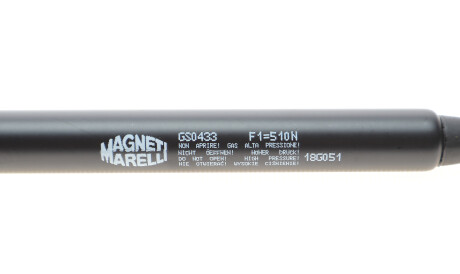 MAGNETI
MARELLI
GS0433 F1=510N
NON APRIRE! GAS ALTA PRESSIONE!
NICHT OEFFNEN! HOHER DRUCK!
DO NOT OPEN! HIGH PRESSURE! 18G051
NIE OTWIERAĆ! WYSOKIE CIŚNIENIE!